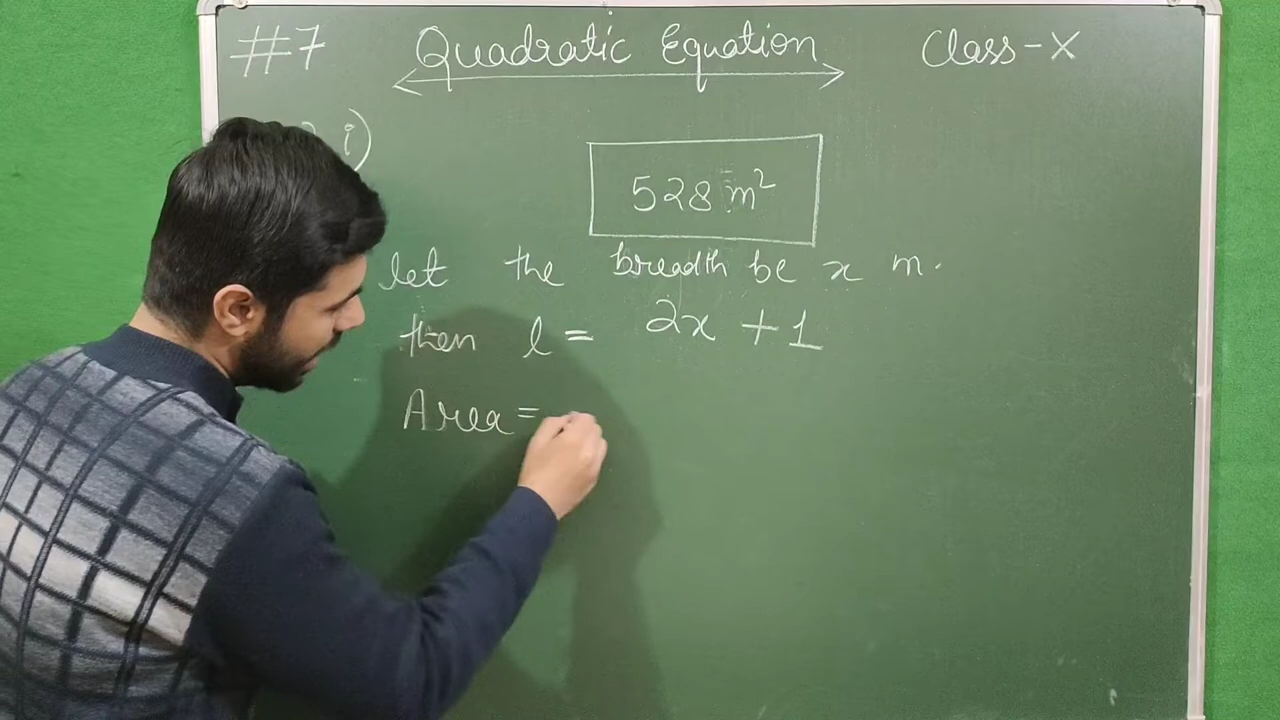 #7 Quadratic Equation Class-X
i)
528 m²
let the breadth be x m.
then l = 2x + 1
Area =